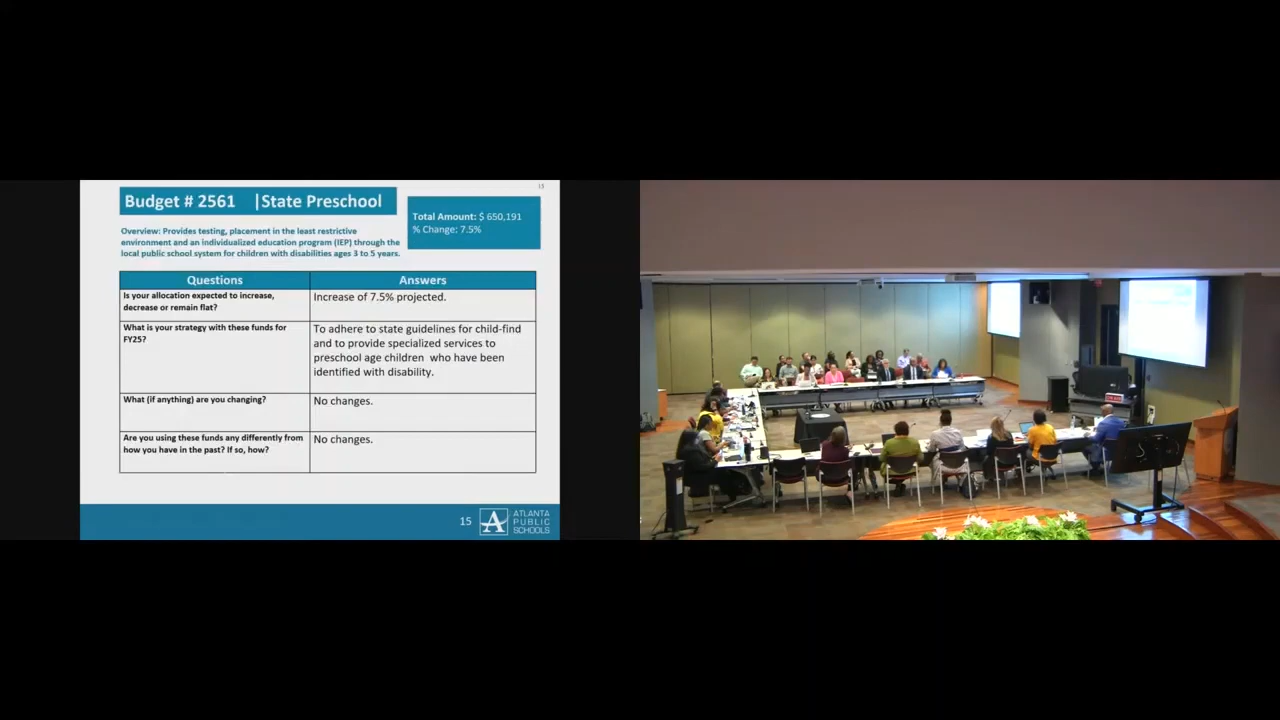 15
Budget # 2561 |State Preschool
Total Amount: $ 650,191
% Change: 7.5%
Overview: Provides testing, placement in the least restrictive
environment and an individualized education program (IEP) through the
local public school system for children with disabilities ages 3 to 5 years.
Questions
Answers
Is your allocation expected to increase,
decrease or remain flat?
Increase of 7.5% projected.
What is your strategy with these funds for
FY25?
To adhere to state guidelines for child-find
and to provide specialized services to
preschool age children who have been
identified with disability.
What (if anything) are you changing?
No changes.
Are you using these funds any differently from
how you have in the past? If so, how?
No changes.
15
ATLANTA
PUBLIC
SCHOOLS